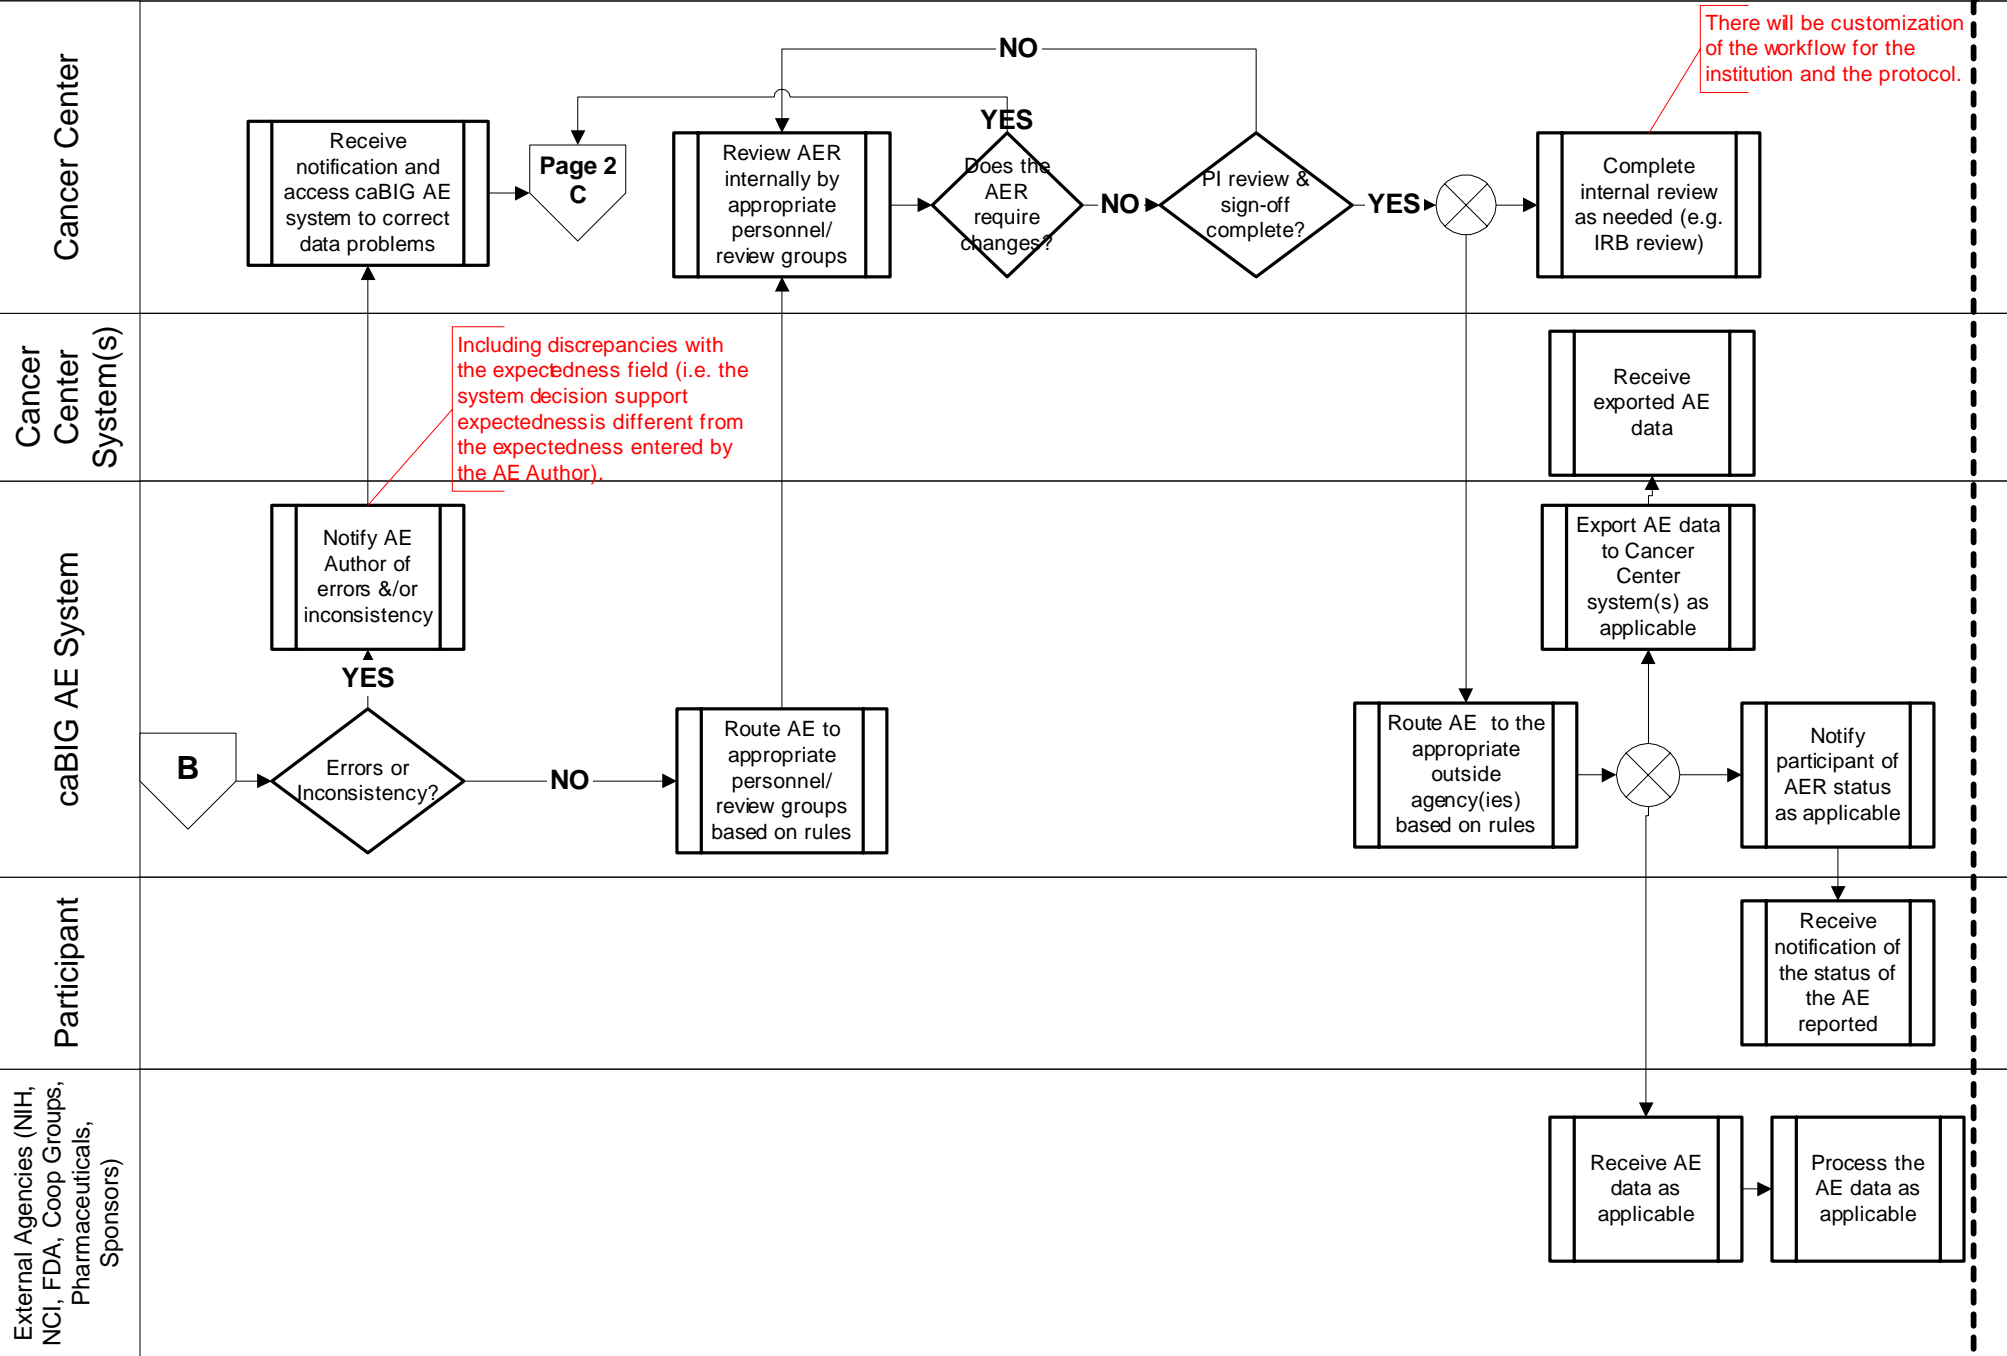 Cancer Center
Receive
notification and
access caBIG AE
system to correct
data problems
Page 2
C
Review AER
internally by
appropriate
personnel/
review groups
NO
YES
Does the
AER
require
changes?
NO
PI review &
sign-off
complete?
YES
Complete
internal review
as needed (e.g.
IRB review)
There will be customization
of the workflow for the
institution and the protocol.
Cancer
Center
System(s)
Including discrepancies with
the expectedness field (i.e. the
system decision support
expectedness is different from
the expectedness entered by
the AE Author).
Receive
exported AE
data
caBIG AE System
Notify AE
Author of
errors &/or
inconsistency
YES
B
Errors or
Inconsistency?
NO
Route AE to
appropriate
personnel/
review groups
based on rules
Route AE to the
appropriate
outside
agency(ies)
based on rules
Export AE data
to Cancer
Center
system(s) as
applicable
Notify
participant of
AER status
as applicable
Participant
Receive
notification of
the status of
the AE
reported
External Agencies (NIH,
NCI, FDA, Coop Groups,
Pharmaceuticals,
Sponsors)
Receive AE
data as
applicable
Process the
AE data as
applicable